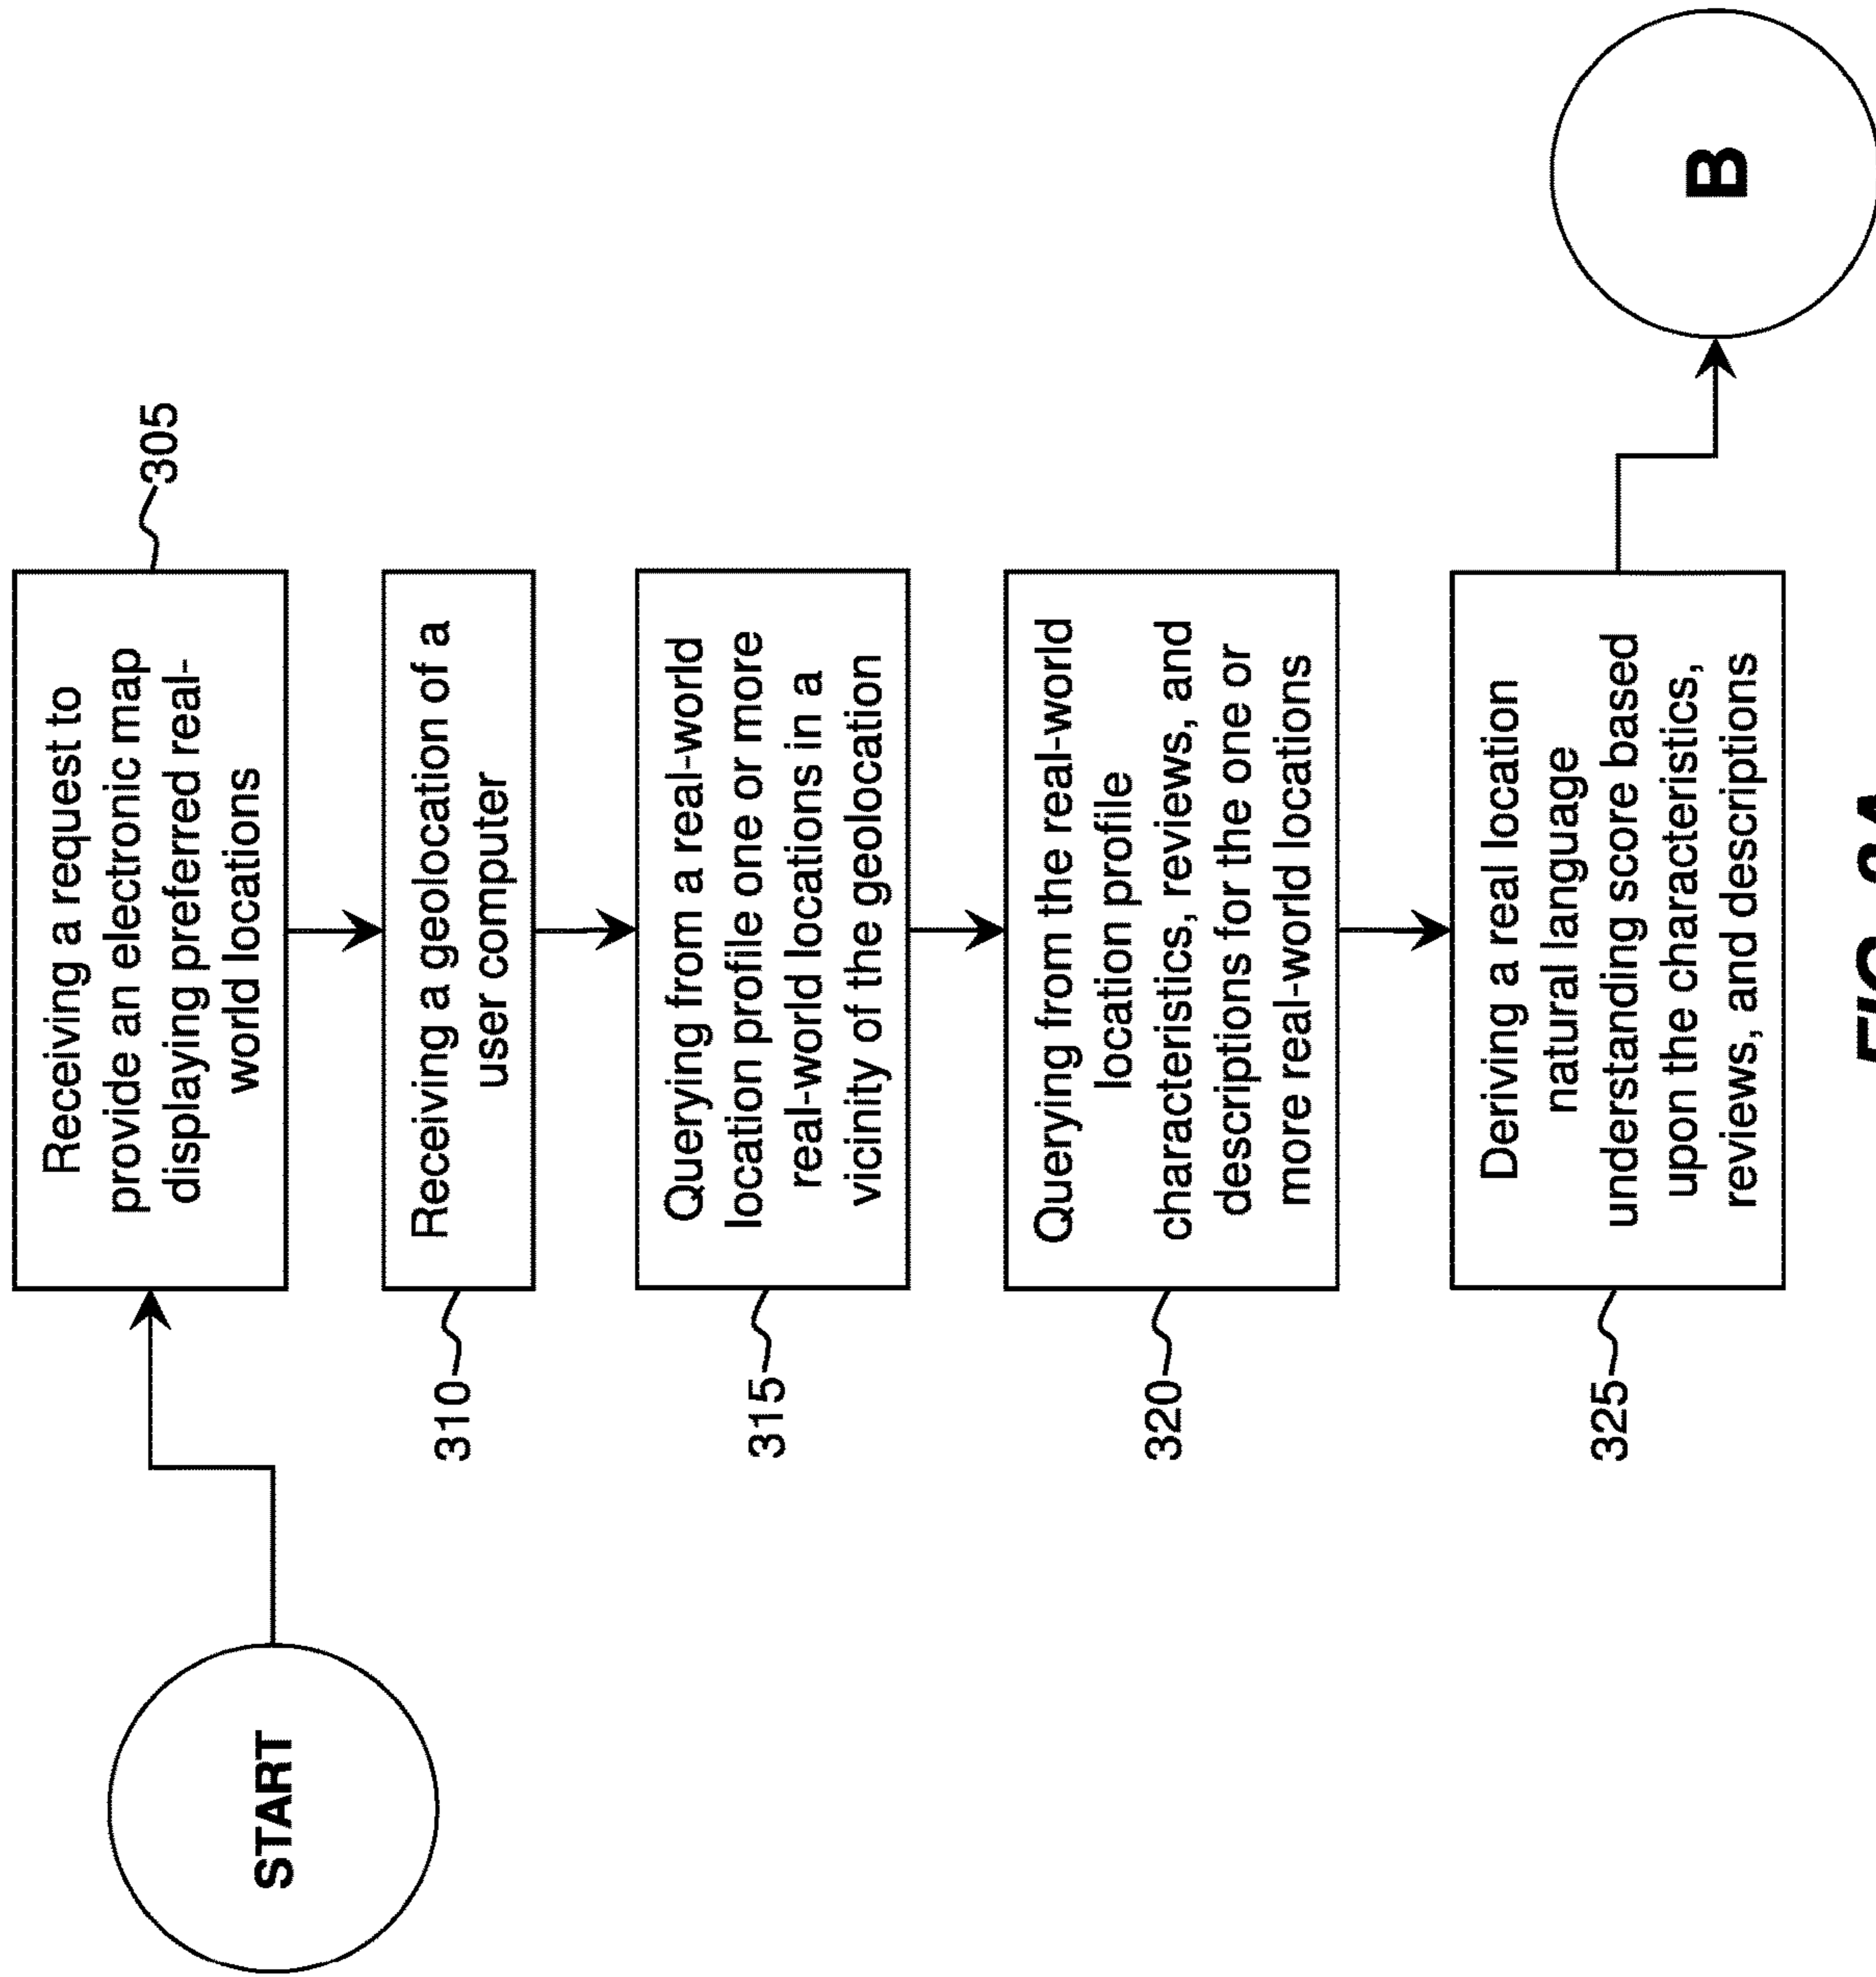 START
Receiving a request to
provide an electronic map
displaying preferred real-
world locations
305
310
Receiving a geolocation of a
user computer
315
Querying from a real-world
location profile one or more
real-world locations in a
vicinity of the geolocation
320
Querying from the real-world
location profile
characteristics, reviews, and
descriptions for the one or
more real-world locations
325
Deriving a real location
natural language
understanding score based
upon the characteristics,
reviews, and descriptions
B
FIG